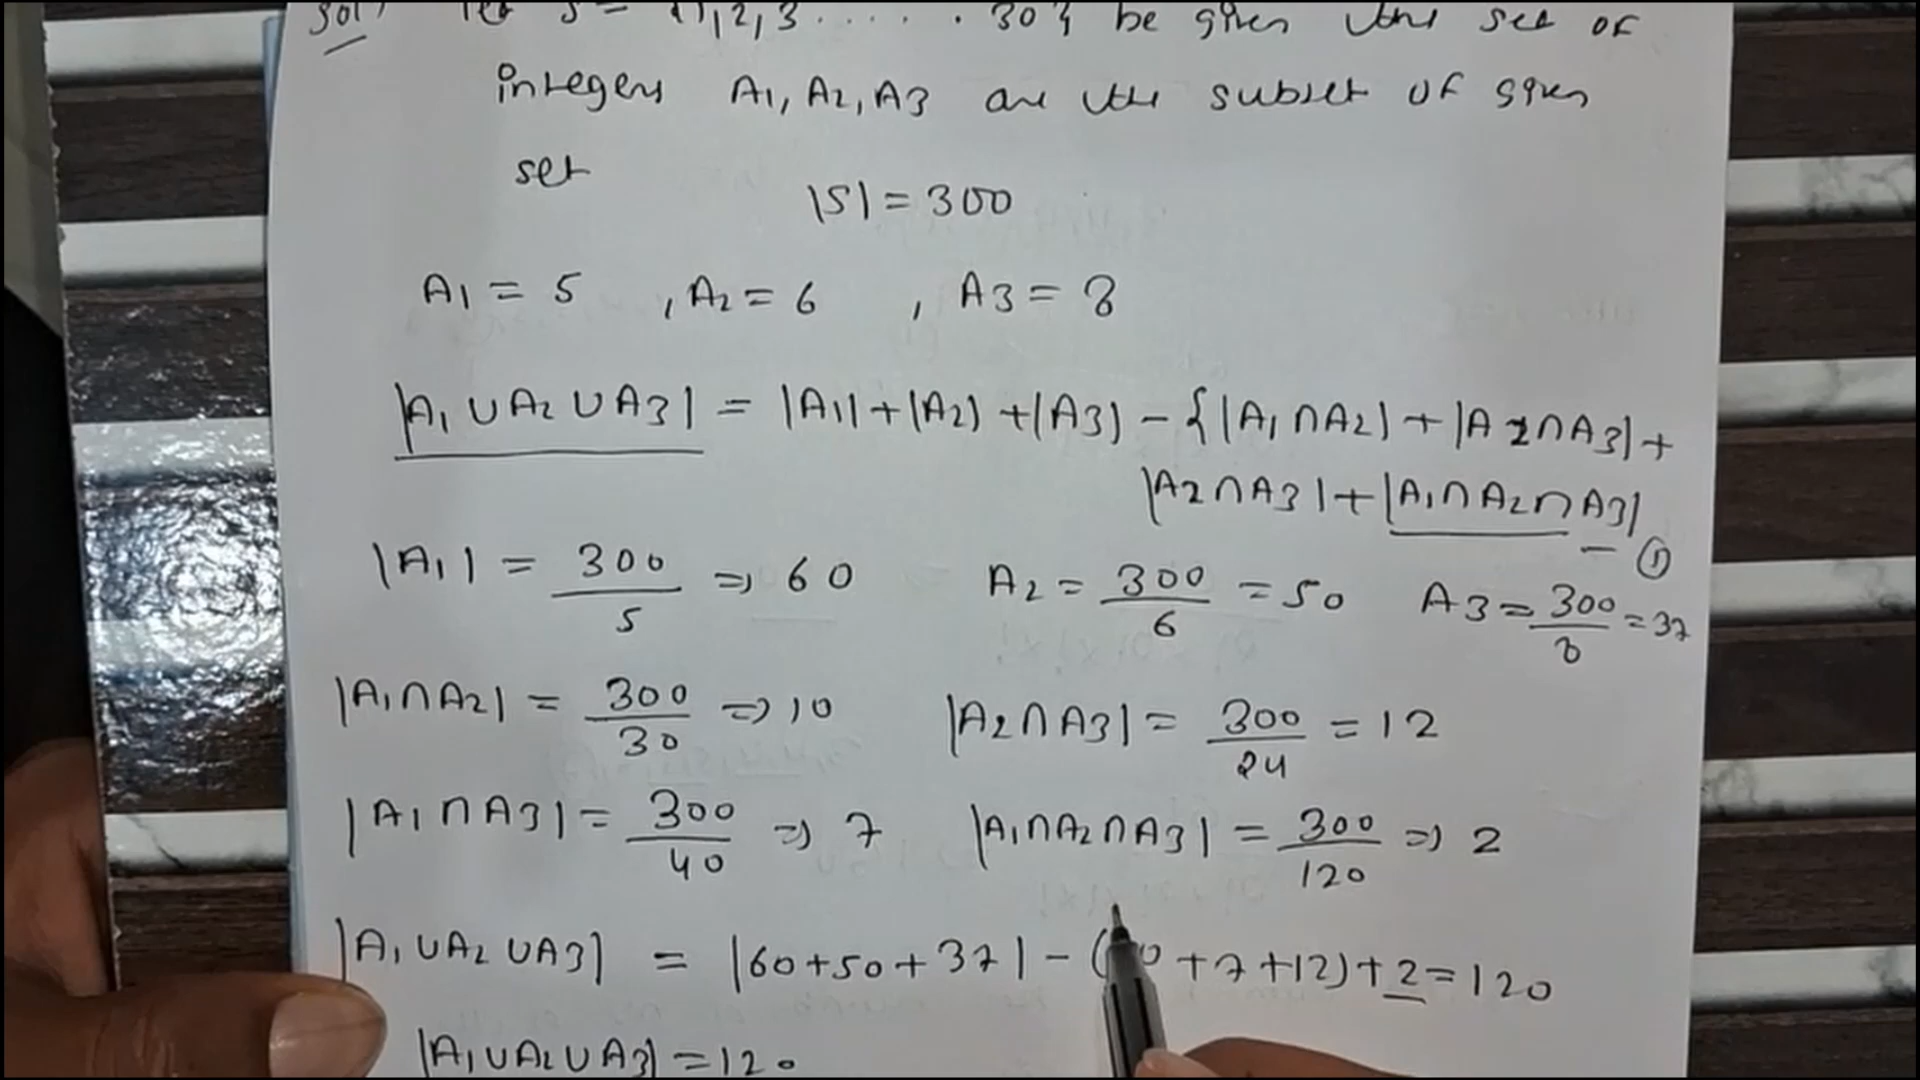 Sol) Let S = {1,2,3. . . . . . 30} be given the set of
integers A1, A2, A3 are the subset of given
set
|S| = 300
A1 = 5 , A2 = 6 , A3 = 8
|A1 ∪ A2 ∪ A3| = |A1| + |A2| + |A3| - {|A1 ∩ A2| + |A2 ∩ A3| +
|A2 ∩ A3| + |A1 ∩ A2 ∩ A3| - ①
|A1| = 300/5 => 60 A2 = 300/6 = 50 A3 = 300/8 = 37
|A1 ∩ A2| = 300/30 => 10 |A2 ∩ A3| = 300/24 = 12
|A1 ∩ A3| = 300/40 => 7 |A1 ∩ A2 ∩ A3| = 300/120 => 2
|A1 ∪ A2 ∪ A3| = |60+50+37| - ( 0 +7+12)+2=120
|A1 ∪ A2 ∪ A3| = 120